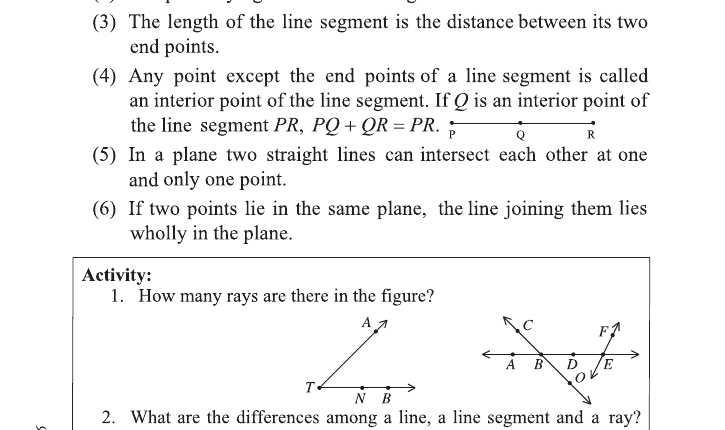 (3) The length of the line segment is the distance between its two
end points.
(4) Any point except the end points of a line segment is called
an interior point of the line segment. If Q is an interior point of
the line segment PR, PQ + QR = PR.
P Q R
(5) In a plane two straight lines can intersect each other at one
and only one point.
(6) If two points lie in the same plane, the line joining them lies
wholly in the plane.
Activity:
1. How many rays are there in the figure?
A C F
A B D E
O
T
N B
2. What are the differences among a line, a line segment and a ray?